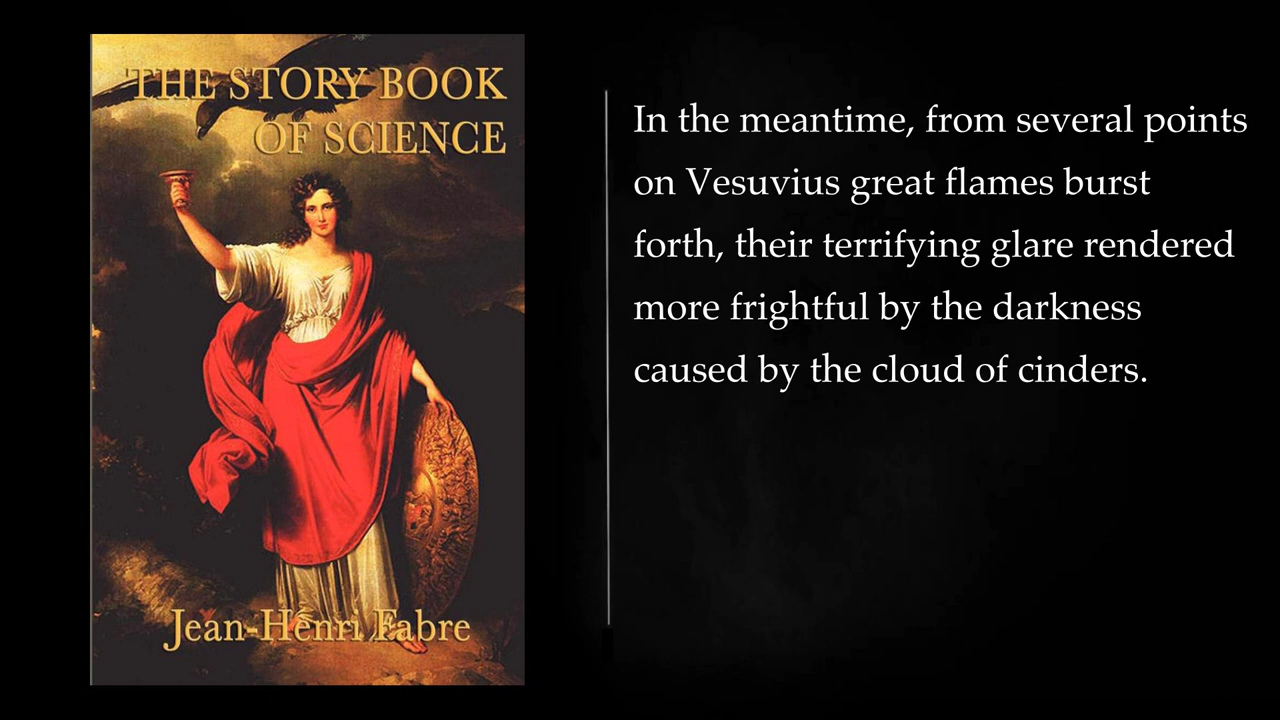 THE STORY BOOK
OF SCIENCE
Jean-Henri Fabre
In the meantime, from several points
on Vesuvius great flames burst
forth, their terrifying glare rendered
more frightful by the darkness
caused by the cloud of cinders.